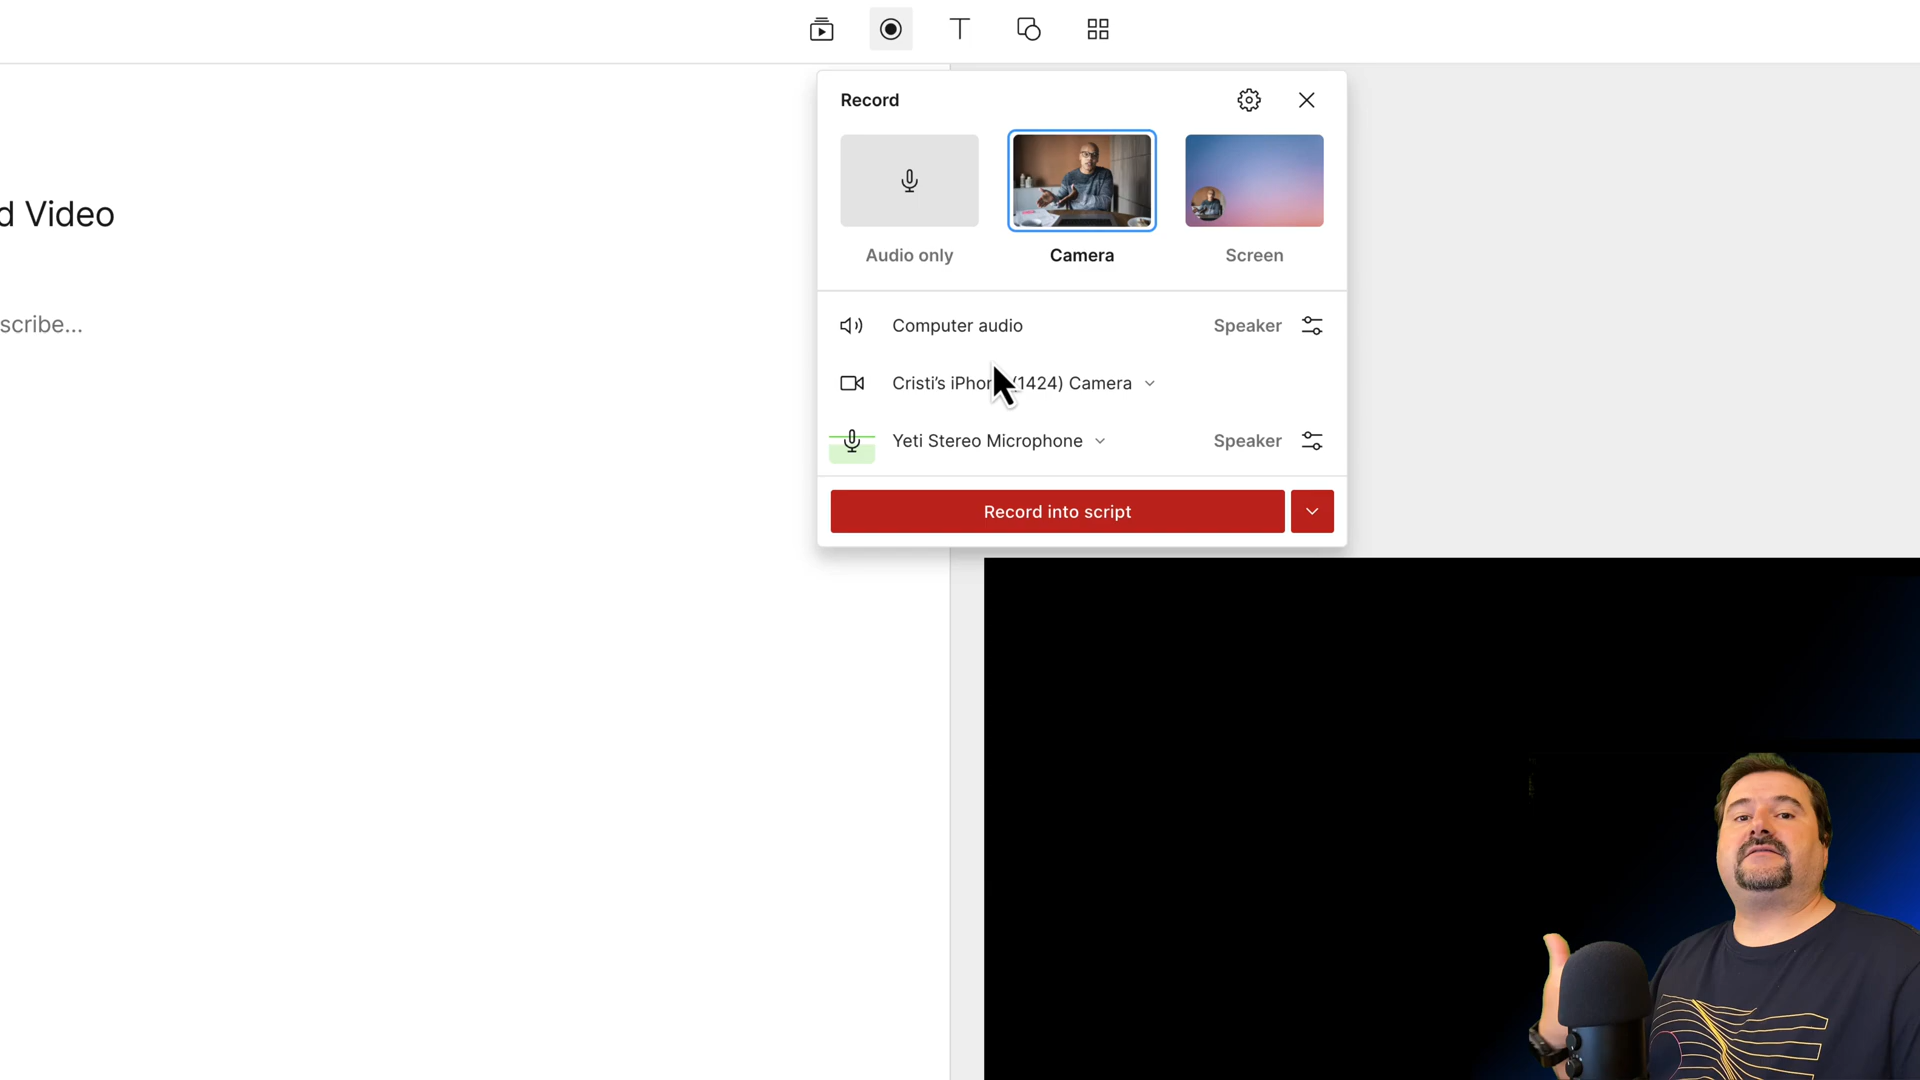 Record
d Video
Audio only
Camera
Screen
scribe...
Computer audio
Speaker
Cristi's iPhon (1424) Camera
Yeti Stereo Microphone
Speaker
Record into script